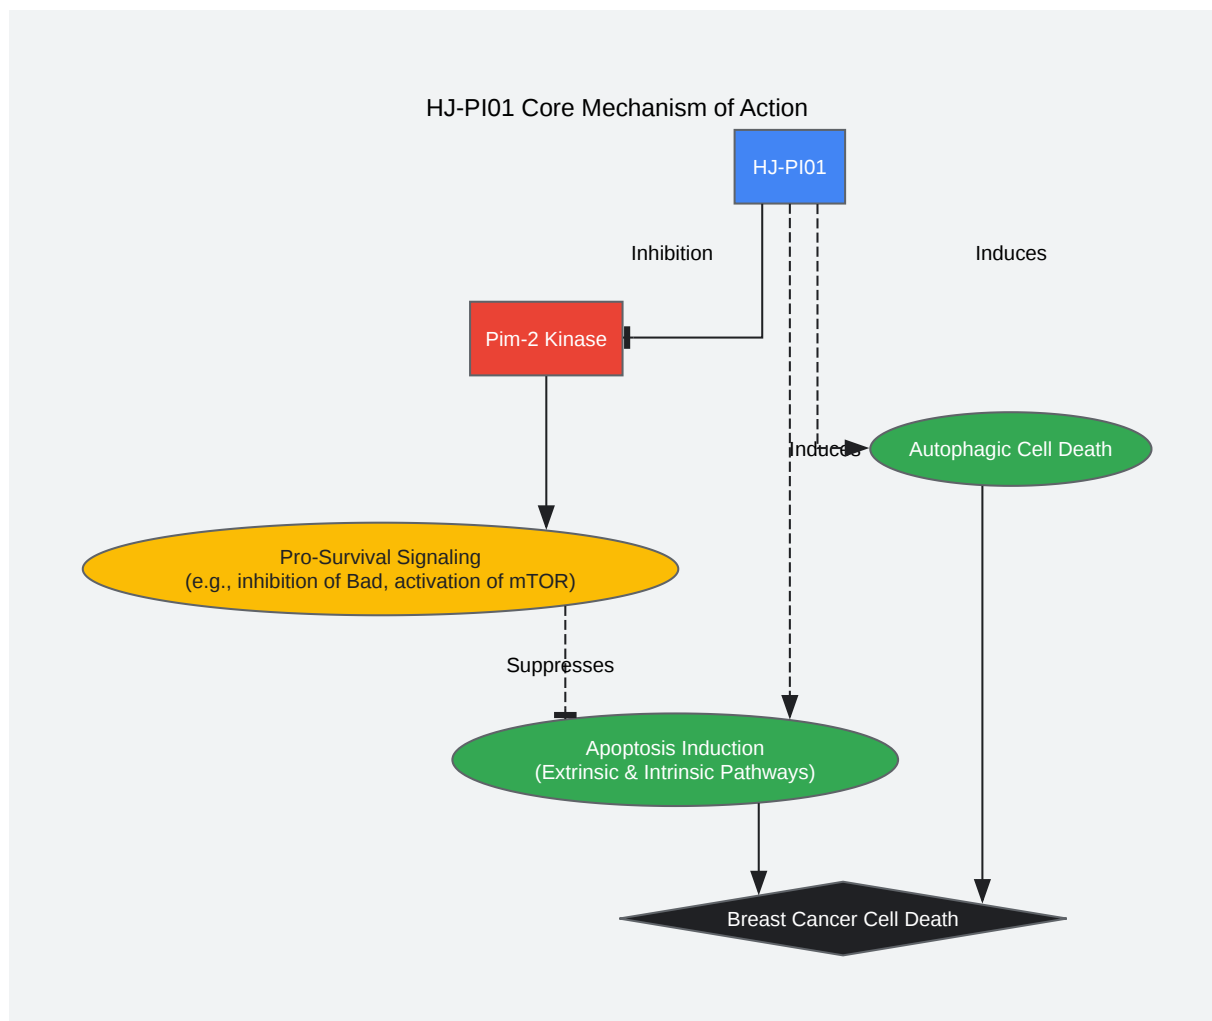 HJ-PI01 Core Mechanism of Action
HJ-PI01
Inhibition
Induces
Pim-2 Kinase
Induces
Autophagic Cell Death
Pro-Survival Signaling
(e.g., inhibition of Bad, activation of mTOR)
Suppresses
Apoptosis Induction
(Extrinsic & Intrinsic Pathways)
Breast Cancer Cell Death